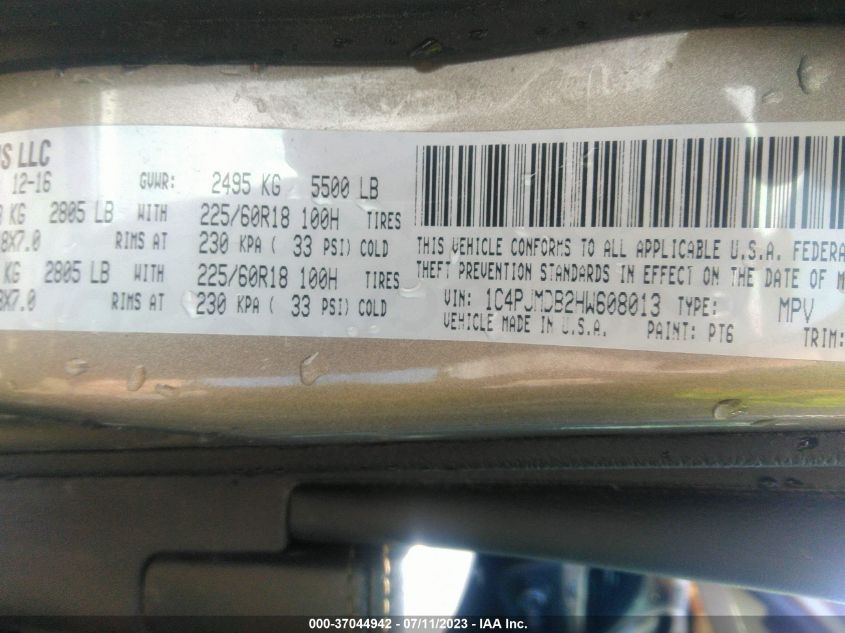 US LLC
12-16 GVWR: 2495 KG 5500 LB
KG 2805 LB WITH 225/60R18 100H TIRES
8X7.0 RIMS AT 230 KPA ( 33 PSI) COLD
KG 2805 LB WITH 225/60R18 100H TIRES
8X7.0 RIMS AT 230 KPA ( 33 PSI) COLD
THIS VEHICLE CONFORMS TO ALL APPLICABLE U.S.A. FEDERA
THEFT PREVENTION STANDARDS IN EFFECT ON THE DATE OF M
VIN: 1C4PJMDB2HW608013 TYPE: MPV
VEHICLE MADE IN U.S.A. PAINT: PT6 TRIM:
000-37044942 - 07/11/2023 - IAA Inc.